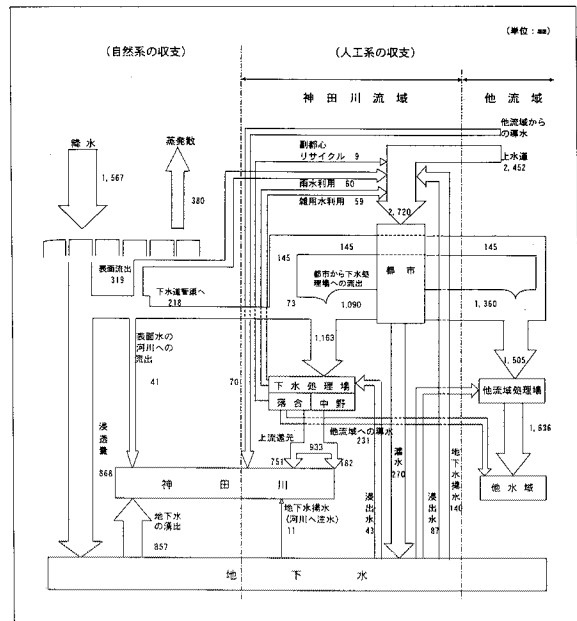 (単位：mm)
(自然系の収支)
(人工系の収支)
神田川流域
他流域
降水
1,567
蒸発散
380
副都心
リサイクル 9
雨水利用 60
雑用水利用 59
他流域から
の導水
上水道
2,452
2,720
都市
表面流出
319
下水道管渠へ
218
145
145
145
都市から下水処
理場への流出
73
1,090
1,360
1,163
1,505
表面水の
河川への
流出
41
70
下水処理場
落合
中野
他流域処理場
上流還元
他流域への導水
231
933
751
182
1,636
他水域
浸透量
868
神田川
漏水
270
浸出水
43
浸出水
87
地下水揚水
140
地下水
の湧出
857
地下水揚水
(河川へ注水)
11
地下水